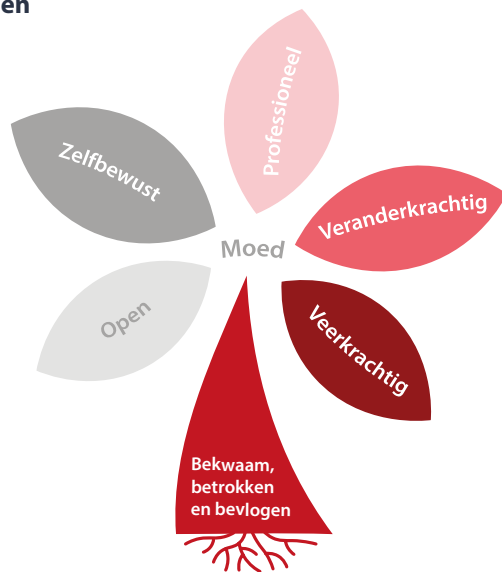 en
Professioneel
Zelfbewust
Veranderkrachtig
Moed
Open
Veerkrachtig
Bekwaam,
betrokken
en bevlogen